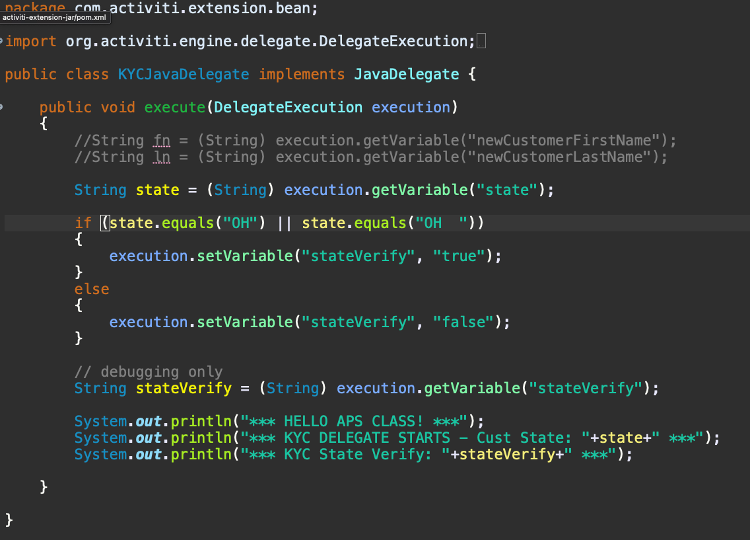 package com.activiti.extension.bean;
activiti-extension-jar/pom.xml
import org.activiti.engine.delegate.DelegateExecution;
public class KYCJavaDelegate implements JavaDelegate {
public void execute(DelegateExecution execution)
{
//String fn = (String) execution.getVariable("newCustomerFirstName");
//String ln = (String) execution.getVariable("newCustomerLastName");
String state = (String) execution.getVariable("state");
if (state.equals("OH") || state.equals("OH  "))
{
execution.setVariable("stateVerify", "true");
}
else
{
execution.setVariable("stateVerify", "false");
}
// debugging only
String stateVerify = (String) execution.getVariable("stateVerify");
System.out.println("*** HELLO APS CLASS! ***");
System.out.println("*** KYC DELEGATE STARTS - Cust State: "+state+" ***");
System.out.println("*** KYC State Verify: "+stateVerify+" ***");
}
}